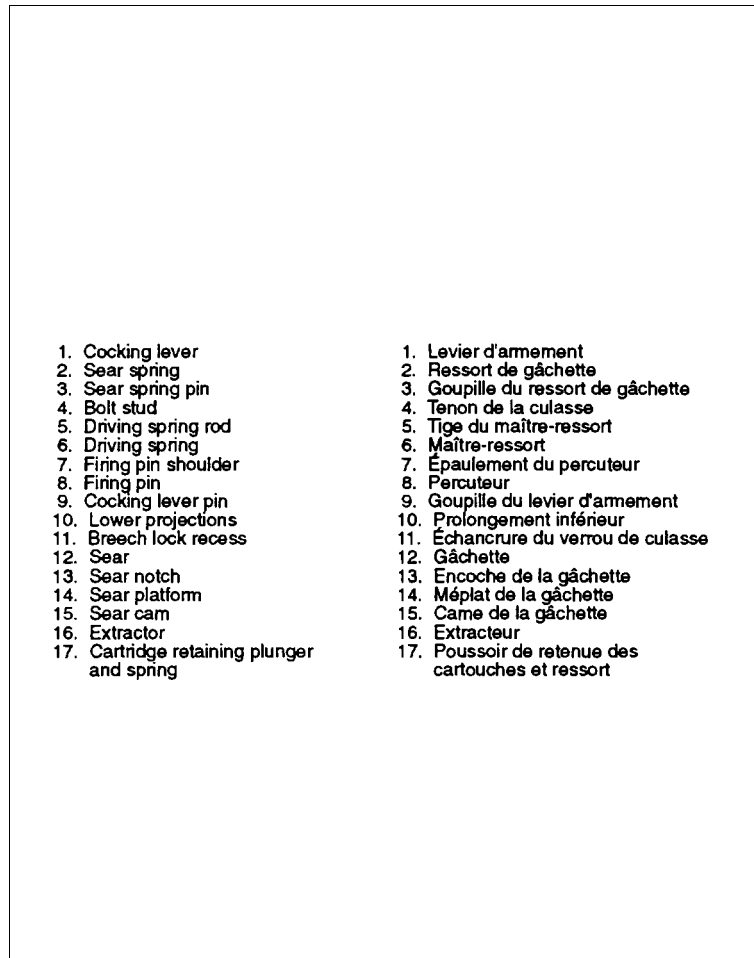 1. Cocking lever
2. Sear spring
3. Sear spring pin
4. Bolt stud
5. Driving spring rod
6. Driving spring
7. Firing pin shoulder
8. Firing pin
9. Cocking lever pin
10. Lower projections
11. Breech lock recess
12. Sear
13. Sear notch
14. Sear platform
15. Sear cam
16. Extractor
17. Cartridge retaining plunger
and spring
1. Levier d'armement
2. Ressort de gâchette
3. Goupille du ressort de gâchette
4. Tenon de la culasse
5. Tige du maître-ressort
6. Maître-ressort
7. Épaulement du percuteur
8. Percuteur
9. Goupille du levier d'armement
10. Prolongement inférieur
11. Échancrure du verrou de culasse
12. Gâchette
13. Encoche de la gâchette
14. Méplat de la gâchette
15. Came de la gâchette
16. Extracteur
17. Poussoir de retenue des
cartouches et ressort